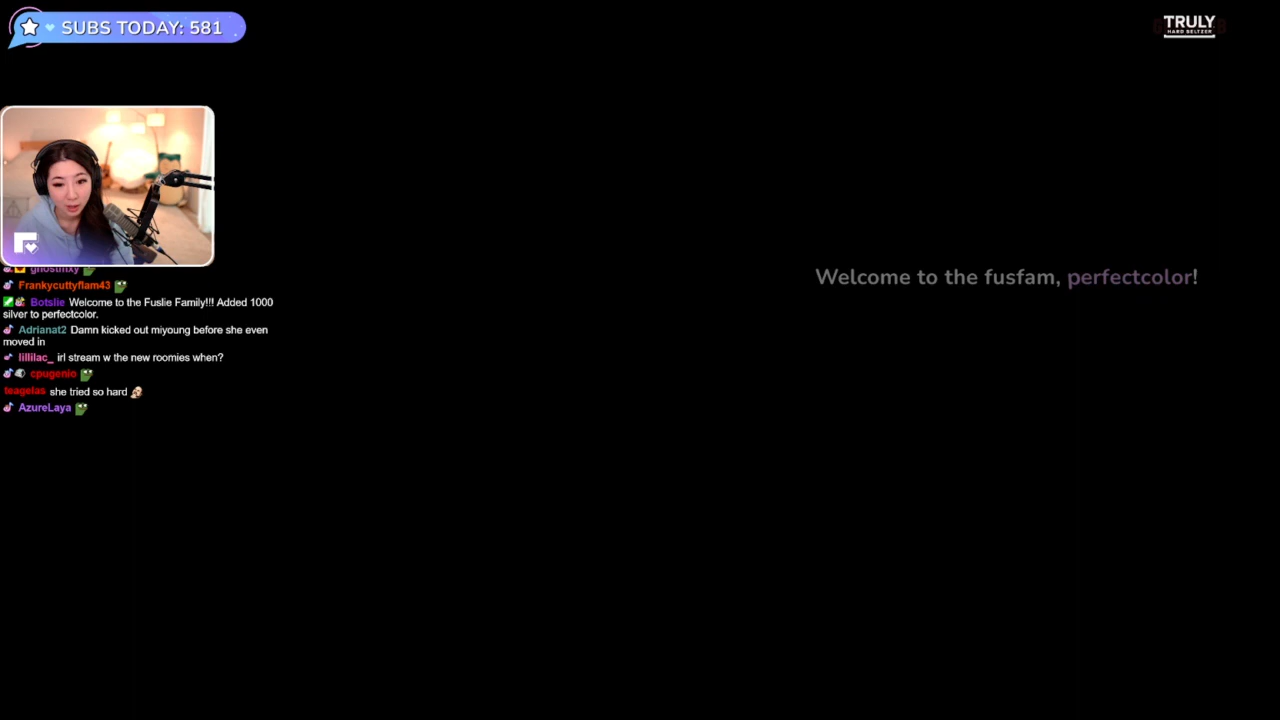 SUBS TODAY: 581
TRULY
HARD SELTZER
Welcome to the fusfam, perfectcolor!
ghostfixy
Frankycuttyflam43
Botslie Welcome to the Fuslie Family!!! Added 1000
silver to perfectcolor.
Adrianat2 Damn kicked out miyoung before she even
moved in
lillilac_ irl stream w the new roomies when?
cpugenio
teagelas she tried so hard
AzureLaya